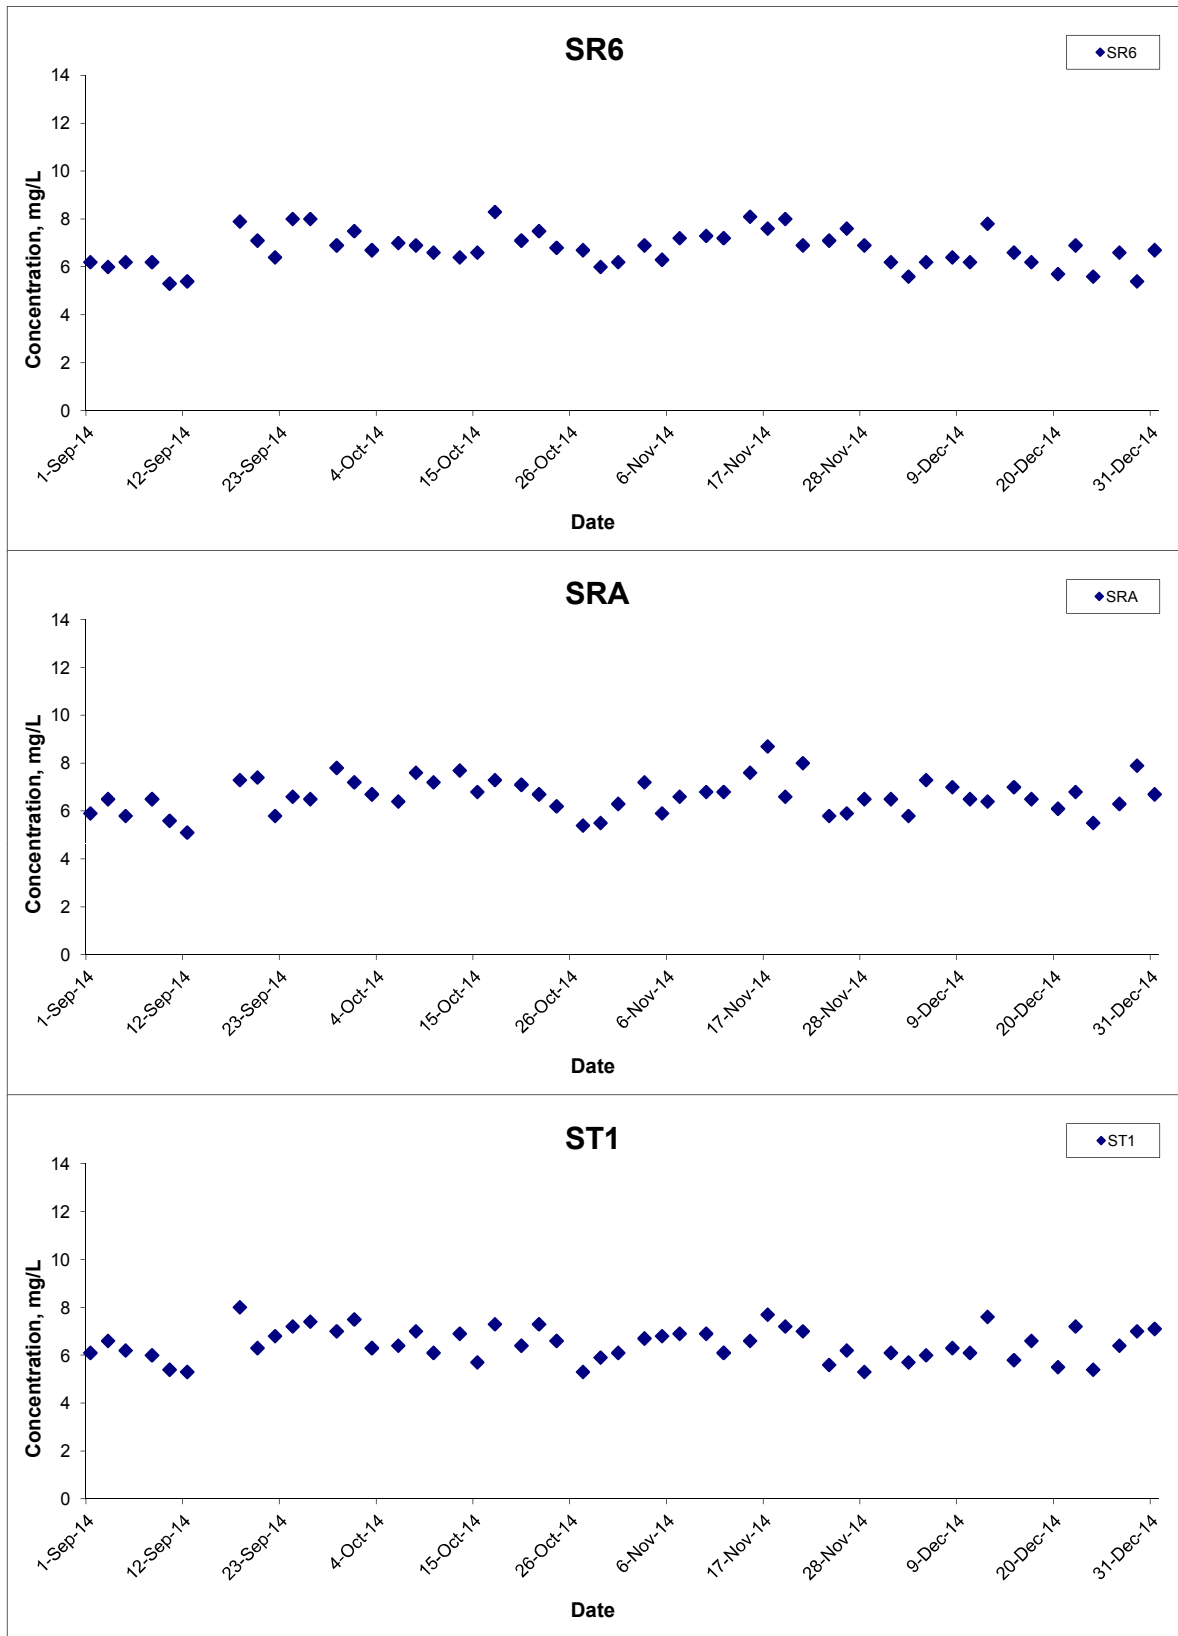 SR6
SR6
14
12
10
8
6
4
2
0
Concentration, mg/L
1-Sep-14
12-Sep-14
23-Sep-14
4-Oct-14
15-Oct-14
26-Oct-14
6-Nov-14
17-Nov-14
28-Nov-14
9-Dec-14
20-Dec-14
31-Dec-14
Date
SRA
SRA
14
12
10
8
6
4
2
0
Concentration, mg/L
1-Sep-14
12-Sep-14
23-Sep-14
4-Oct-14
15-Oct-14
26-Oct-14
6-Nov-14
17-Nov-14
28-Nov-14
9-Dec-14
20-Dec-14
31-Dec-14
Date
ST1
ST1
14
12
10
8
6
4
2
0
Concentration, mg/L
1-Sep-14
12-Sep-14
23-Sep-14
4-Oct-14
15-Oct-14
26-Oct-14
6-Nov-14
17-Nov-14
28-Nov-14
9-Dec-14
20-Dec-14
31-Dec-14
Date